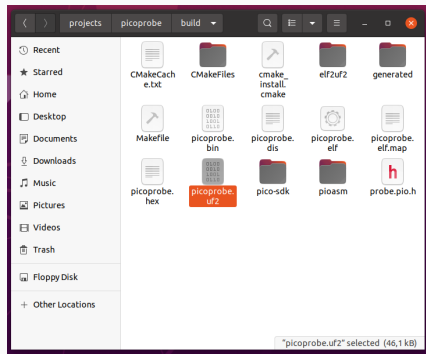 projects picoprobe build
Recent
Starred
Home
Desktop
Documents
Downloads
Music
Pictures
Videos
Trash
Floppy Disk
+ Other Locations
CMakeCach
e.txt
CMakeFiles
cmake_
install.
cmake
elf2uf2
generated
Makefile
picoprobe.
bin
picoprobe.
dis
picoprobe.
elf
picoprobe.
elf.map
picoprobe.
hex
picoprobe.
uf2
pico-sdk
pioasm
h
probe.pio.h
"picoprobe.uf2" selected (46,1 kB)